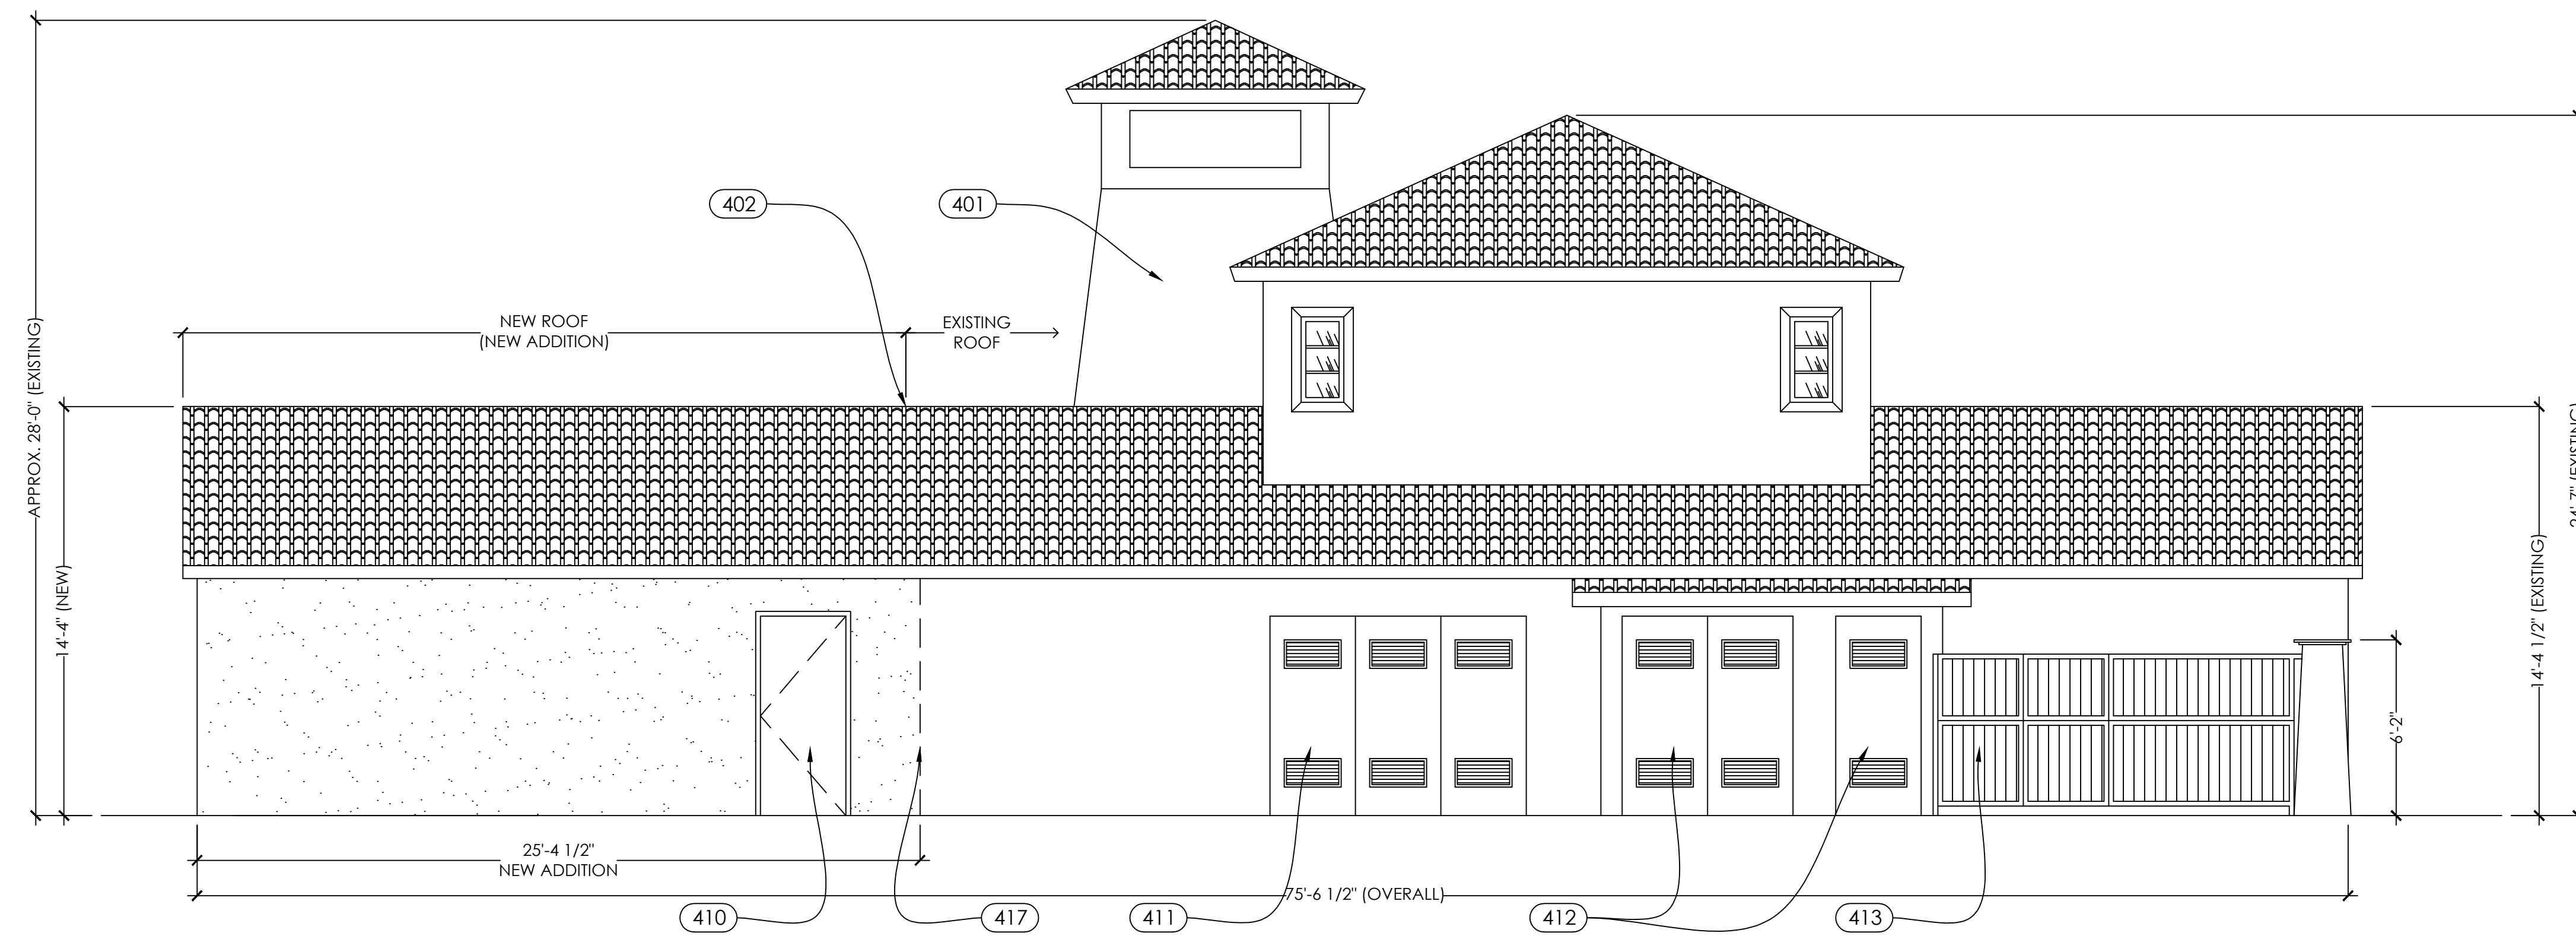 402
401
NEW ROOF
(NEW ADDITION)
EXISTING
ROOF
APPROX. 28'-0" (EXISTING)
14'-4" (NEW)
14'-4 1/2" (EXISTING)
6'-2"
25'-4 1/2"
NEW ADDITION
75'-6 1/2" (OVERALL)
410
417
411
412
413